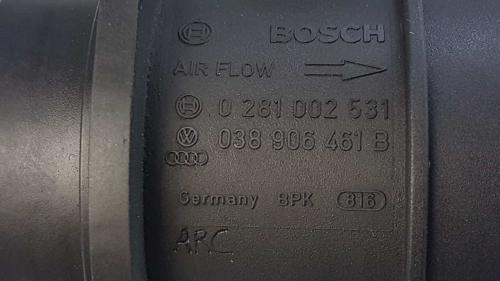 BOSCH
AIR FLOW
0 281 002 531
038 906 461 B
Germany BPK 816
ARC